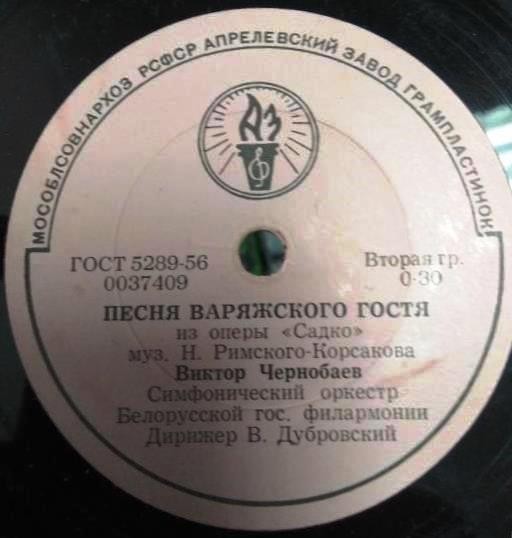 МОСОБЛСОВНАРХОЗ РСФСР АПРЕЛЕВСКИЙ ЗАВОД ГРАМПЛАСТИНОК
АЗ
ГОСТ 5289-56 Вторая гр.
0037409 0-30
ПЕСНЯ ВАРЯЖСКОГО ГОСТЯ
из оперы «Садко»
муз. Н. Римского-Корсакова
Виктор Чернобаев
Симфонический оркестр
Белорусской гос. филармонии
Дирижер В. Дубровский